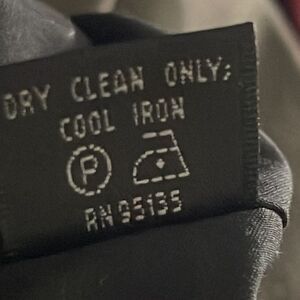 DRY CLEAN ONLY;
COOL IRON
P
RN 95135